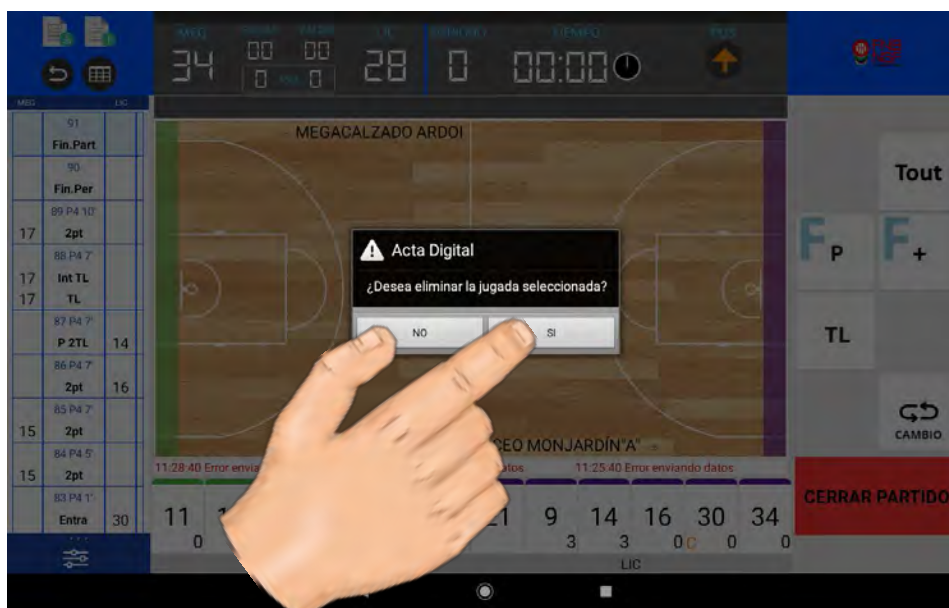 MEG
LIC
PERIODO
TIEMPO
POS
34
00
00
0
0
28
0
00:00
MEG
LIC
91
Fin.Part
90
Fin.Per
89 P4 10'
17 2pt
88 P4 7'
17 Int TL
17 TL
87 P4 7'
P 2TL 14
86 P4 7'
2pt 16
85 P4 7'
15 2pt
84 P4 5'
15 2pt
83 P4 1'
Entra 30
MEGACALZADO ARDOI
Acta Digital
¿Desea eliminar la jugada seleccionada?
NO
SI
CEO MONJARDÍN"A"
11:28:40 Error envia
atos
11:25:40 Error enviando datos
11
0
21
9
3
14
3
16
0
C
30
0
34
0
LIC
Tout
F P
F +
TL
CAMBIO
CERRAR PARTIDO